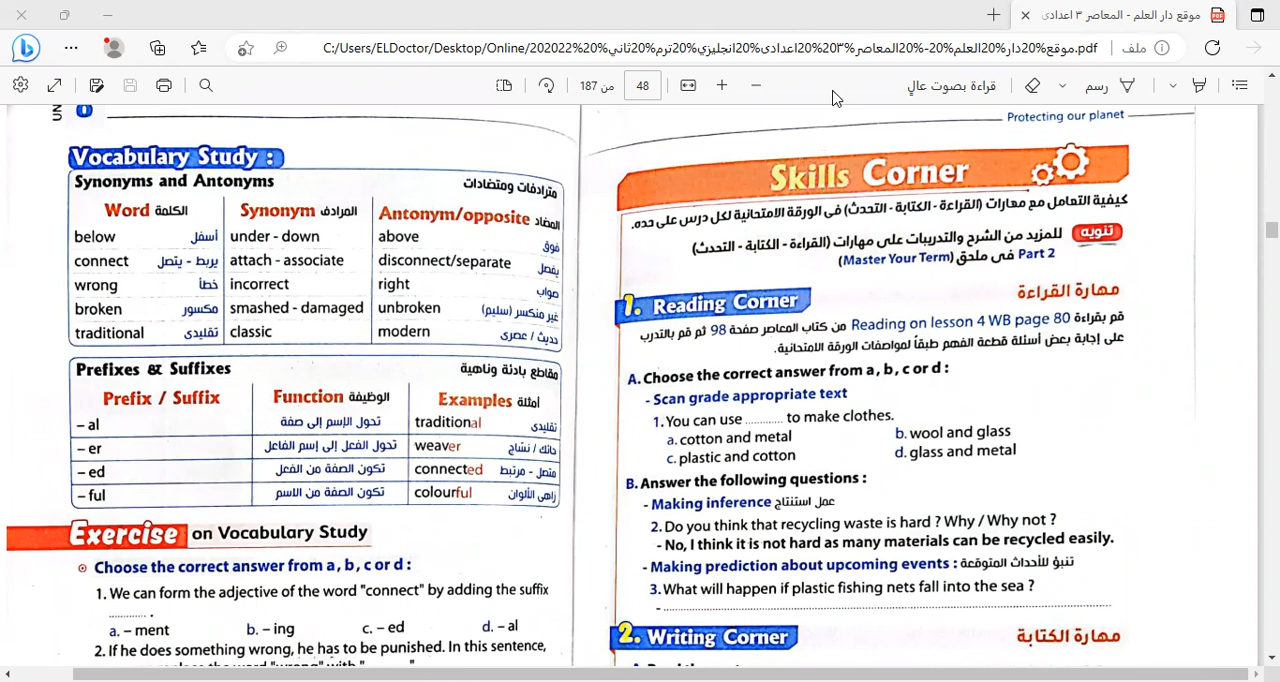 موقع دار العلم - المعاصر ٣ اعدادى
C:/Users/ELDoctor/Desktop/Online/202022%20موقع%20دار%20العلم%20-%20المعاصر%20٣%20اعدادى%20انجليزي%20ترم%20ثاني.pdf
ملف
من 187
48
رسم
قراءة بصوت عالٍ
UN
Vocabulary Study :
Synonyms and Antonyms مترادفات ومتضادات
Word الكلمة Synonym المرادف Antonym/opposite المضاد
below أسفل under - down above فوق
connect يربط - يتصل attach - associate disconnect/separate يفصل
wrong خطأ incorrect right صواب
broken مكسور smashed - damaged unbroken غير منكسر (سليم)
traditional تقليدى classic modern حديث / عصرى
Prefixes & Suffixes مقاطع بادئة وناهية
Prefix / Suffix Function الوظيفة Examples أمثلة
– al تحول الإسم إلى صفة traditional تقليدى
– er تحول الفعل إلى إسم الفاعل weaver حائك / نسّاج
– ed تكون الصفة من الفعل connected متصل - مرتبط
– ful تكون الصفة من الاسم colourful زاهى الألوان
Exercise on Vocabulary Study
Choose the correct answer from a, b, c or d :
1. We can form the adjective of the word "connect" by adding the suffix
............ .
a. – ment b. – ing c. – ed d. – al
2. If he does something wrong, he has to be punished. In this sentence,
Protecting our planet
Skills Corner
كيفية التعامل مع مهارات (القراءة - الكتابة - التحدث) فى الورقة الامتحانية لكل درس على حده.
تنويه للمزيد من الشرح والتدريبات على مهارات (القراءة - الكتابة - التحدث)
فى ملحق Part 2 (Master Your Term)
1. Reading Corner مهارة القراءة
قم بقراءة Reading on lesson 4 WB page 80 من كتاب المعاصر صفحة 98 ثم قم بالتدرب
على إجابة بعض أسئلة قطعة الفهم طبقاً لمواصفات الورقة الامتحانية.
A. Choose the correct answer from a, b, c or d :
- Scan grade appropriate text
1. You can use ............ to make clothes.
a. cotton and metal b. wool and glass
c. plastic and cotton d. glass and metal
B. Answer the following questions :
- Making inference عمل استنتاج
2. Do you think that recycling waste is hard ? Why / Why not ?
- No, I think it is not hard as many materials can be recycled easily.
- Making prediction about upcoming events : تنبؤ للأحداث المتوقعة
3. What will happen if plastic fishing nets fall into the sea ?
- ............................................................
2. Writing Corner مهارة الكتابة